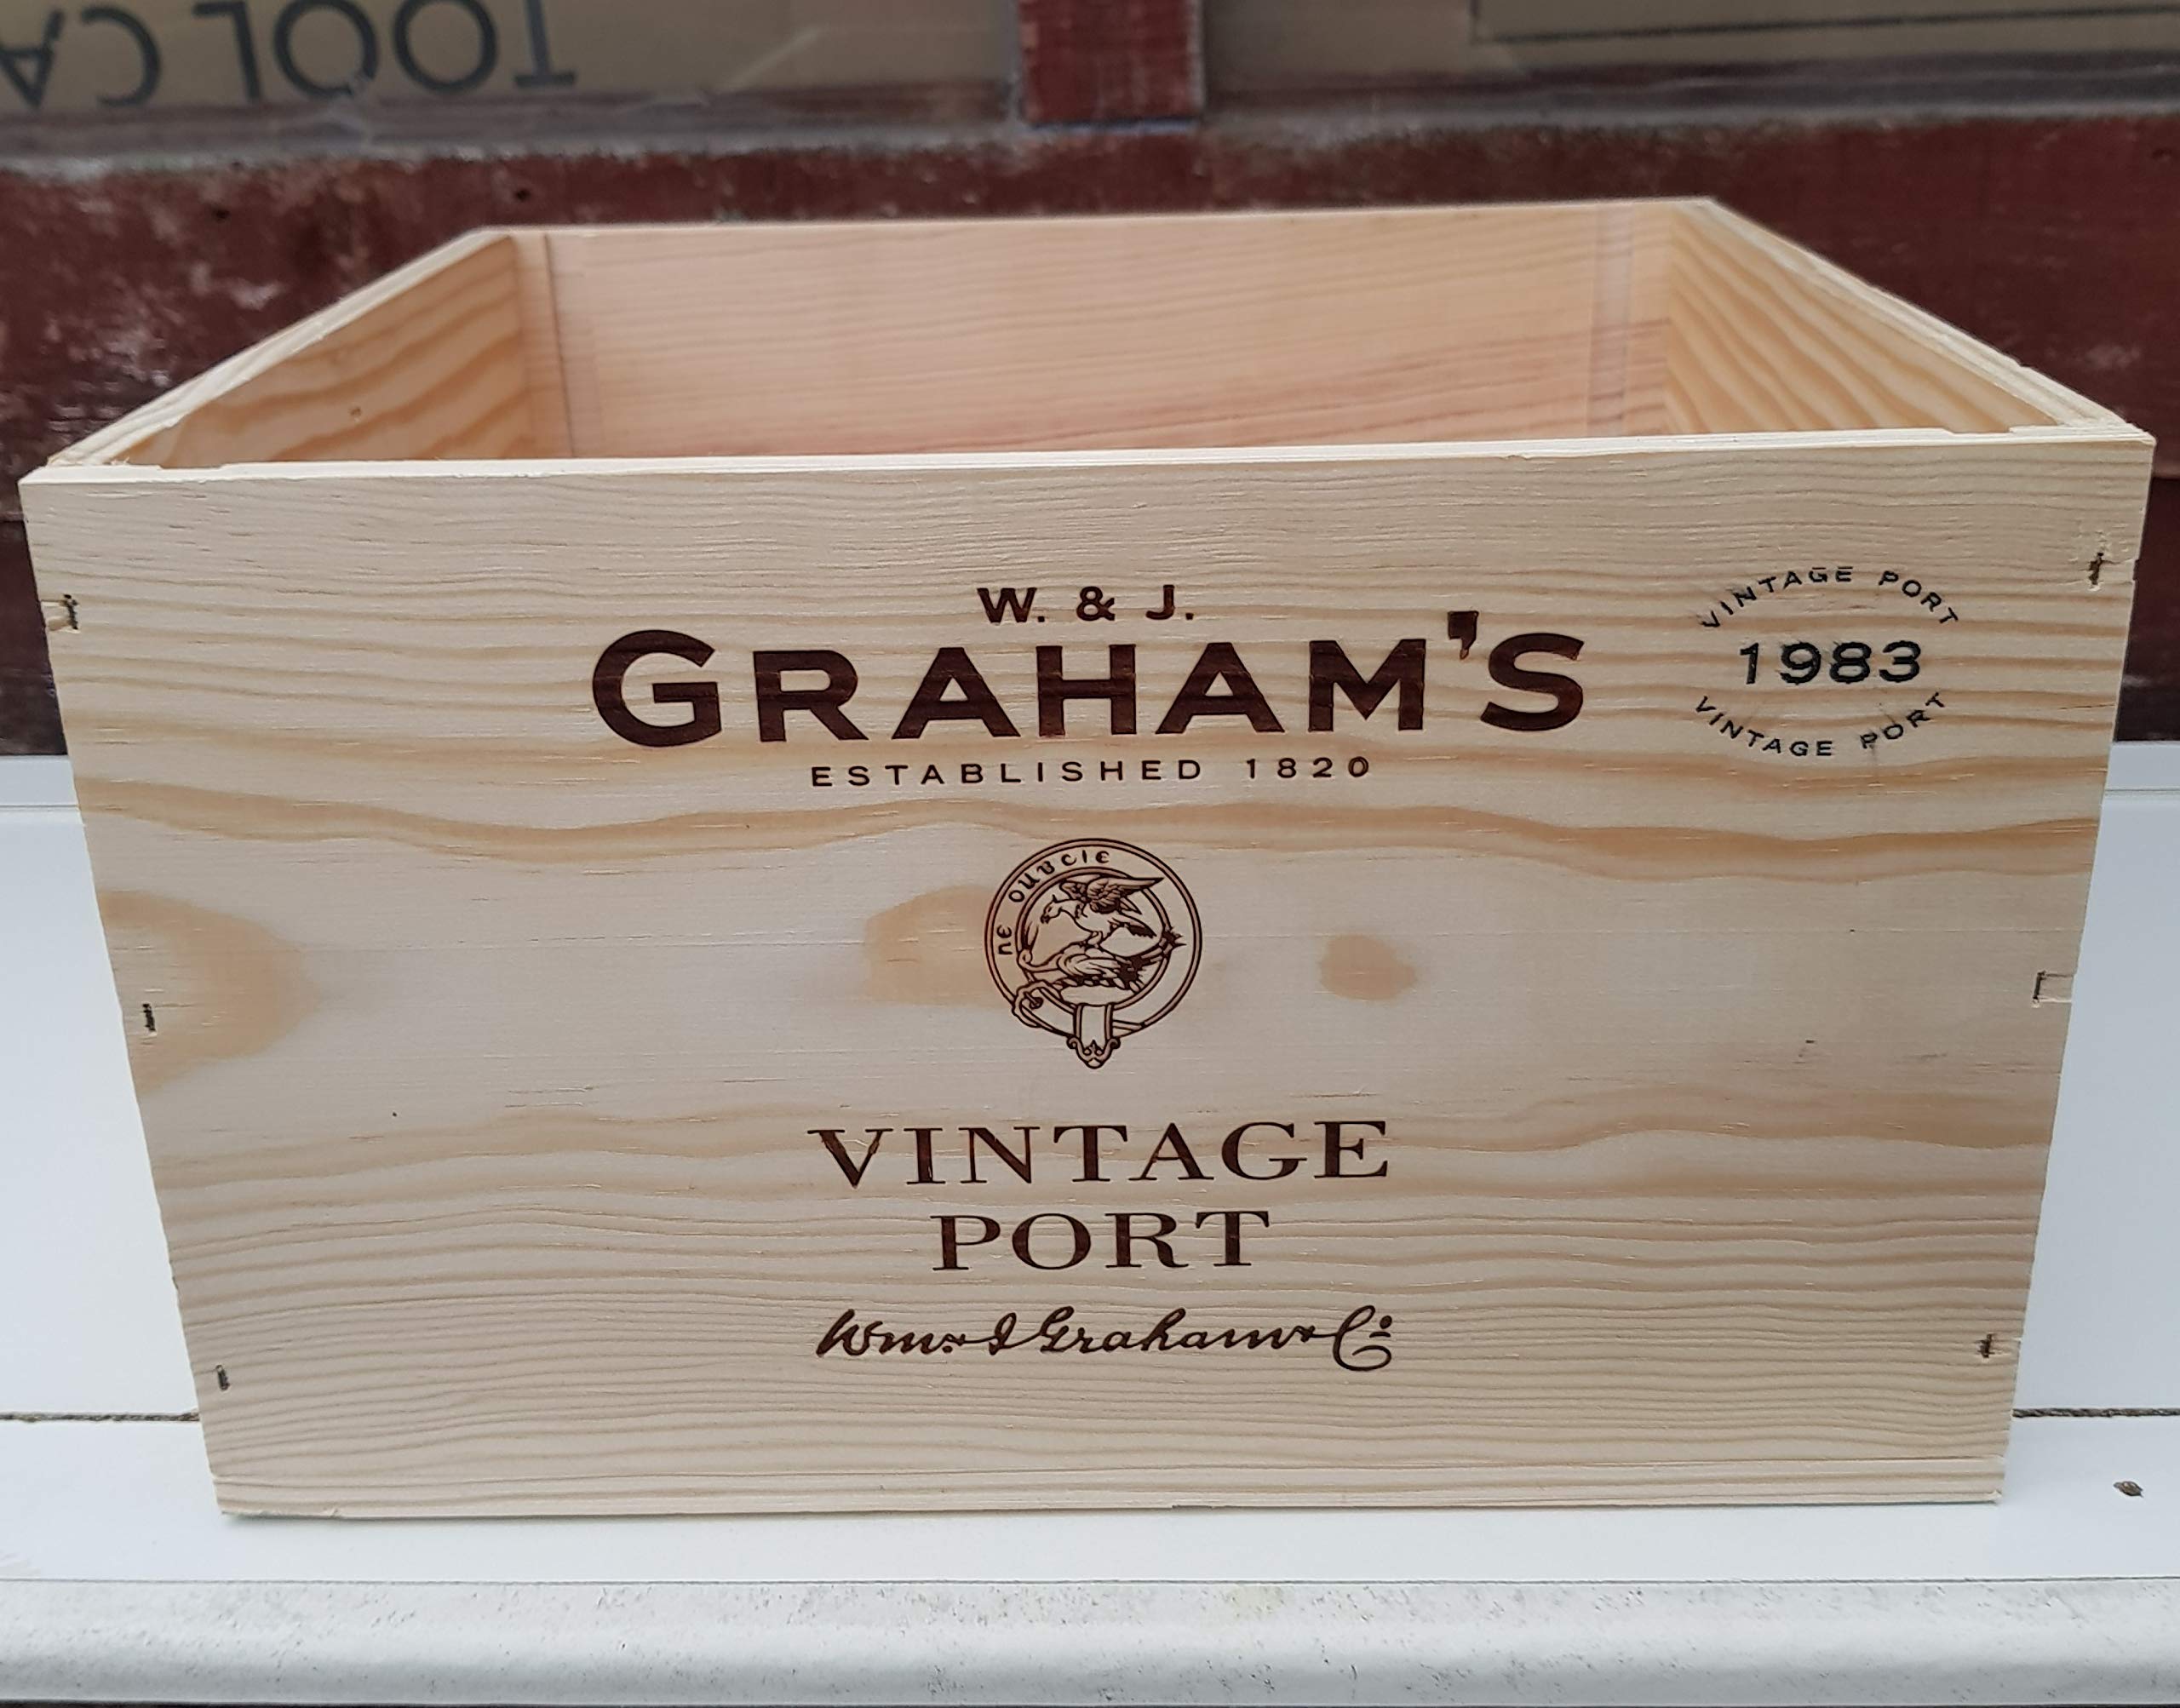 TOOL CA
W. & J.
GRAHAM'S
ESTABLISHED 1820
VINTAGE PORT
1983
VINTAGE PORT
NE OUBLIE
VINTAGE
PORT
Wm & J Graham & Co